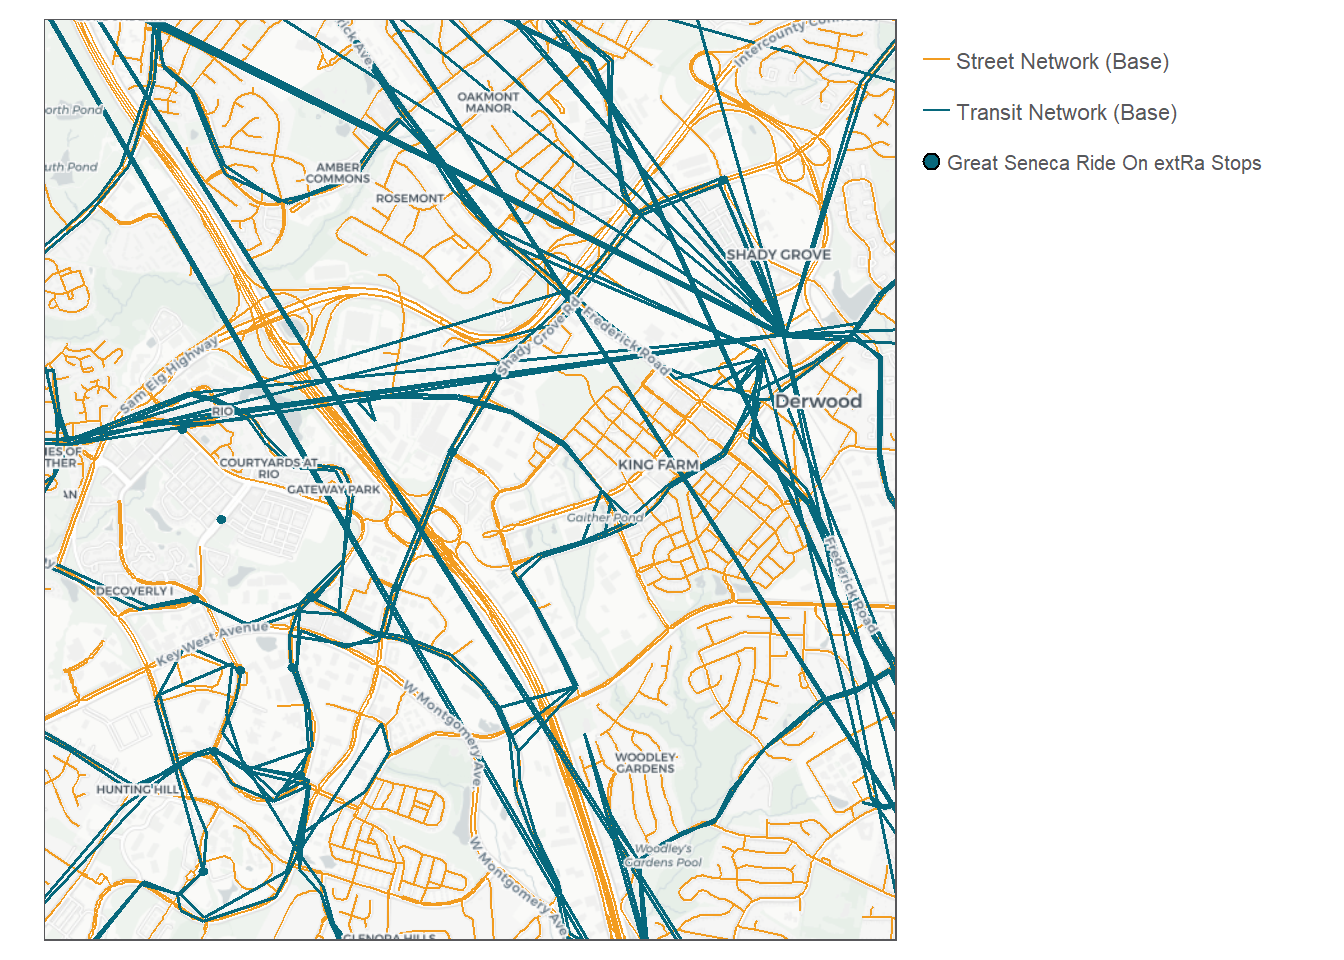 Street Network (Base)
Transit Network (Base)
Great Seneca Ride On extRa Stops
rick Ave.
Intercounty Connector
OAKMONT
MANOR
orth Pond
uth Pond
AMBER
COMMONS
ROSEMONT
SHADY GROVE
Shady Grove Rd
Frederick Road
Sam Eig Highway
RIO
Derwood
IES OF
THER
AN
COURTYARDS AT
RIO
GATEWAY PARK
KING FARM
Gaither Pond
Frederick Road
DECOVERLY I
Key West Avenue
W Montgomery Ave.
WOODLEY
GARDENS
HUNTING HILL
W Montgomery Ave.
Woodley's
Gardens Pool
GLENORA HILLS